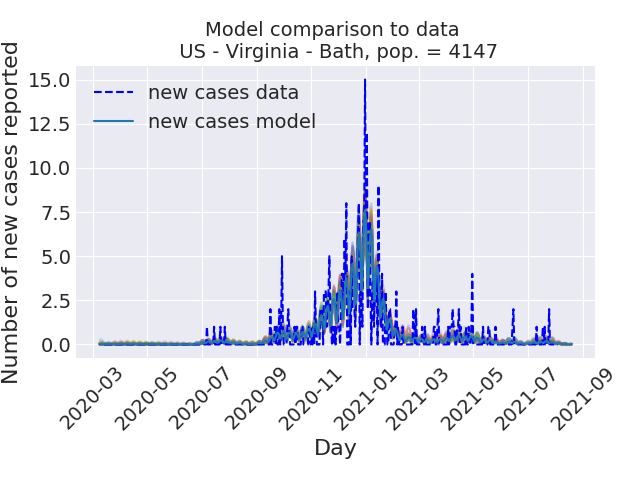 Model comparison to data
US - Virginia - Bath, pop. = 4147
Number of new cases reported
15.0
12.5
10.0
7.5
5.0
2.5
0.0
new cases data
new cases model
2020-03
2020-05
2020-07
2020-09
2020-11
2021-01
2021-03
2021-05
2021-07
2021-09
Day